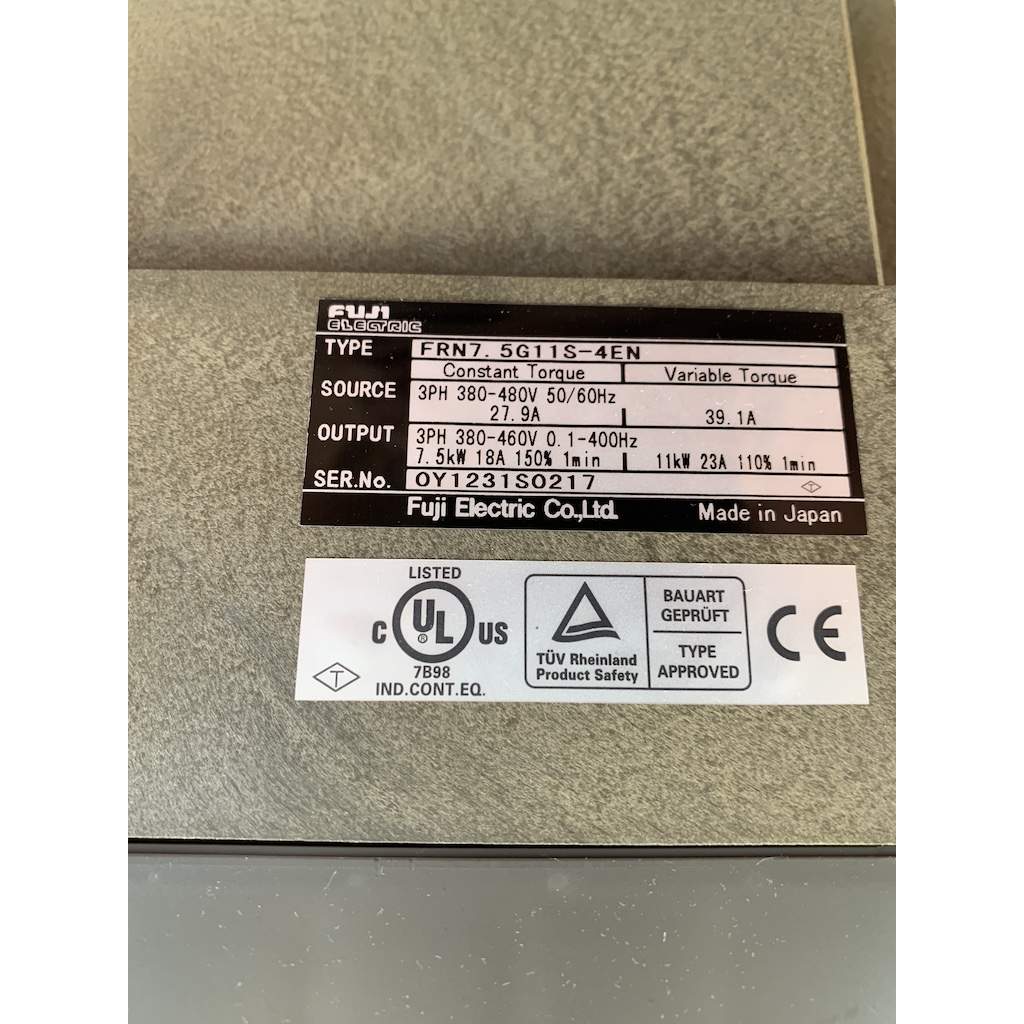 FUJI
ELECTRIC
TYPE FRN7.5G11S-4EN
Constant Torque Variable Torque
SOURCE 3PH 380-480V 50/60Hz
27.9A 39.1A
OUTPUT 3PH 380-460V 0.1-400Hz
7.5kW 18A 150% 1min 11kW 23A 110% 1min
SER.No. 0Y1231S0217
T
Fuji Electric Co.,Ltd. Made in Japan
LISTED
C UL ® US
7B98
IND.CONT.EQ.
T
TÜV Rheinland
Product Safety
BAUART
GEPRÜFT
TYPE
APPROVED
CE